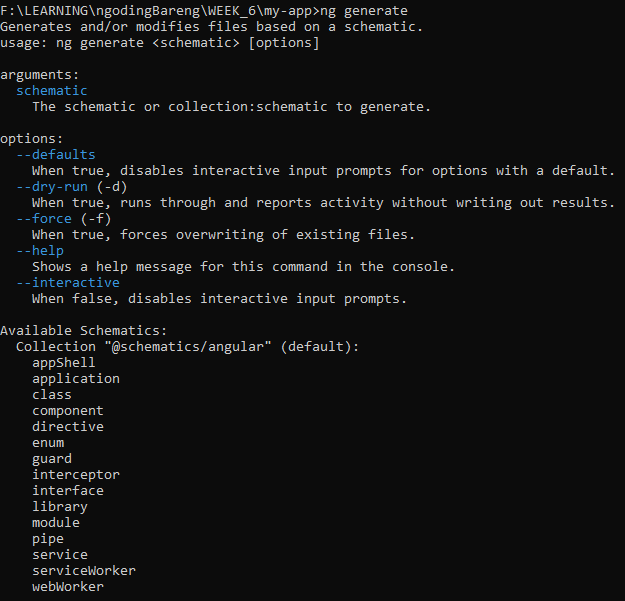 F:\LEARNING\ngodingBareng\WEEK_6\my-app>ng generate
Generates and/or modifies files based on a schematic.
usage: ng generate <schematic> [options]

arguments:
  schematic
    The schematic or collection:schematic to generate.

options:
  --defaults
    When true, disables interactive input prompts for options with a default.
  --dry-run (-d)
    When true, runs through and reports activity without writing out results.
  --force (-f)
    When true, forces overwriting of existing files.
  --help
    Shows a help message for this command in the console.
  --interactive
    When false, disables interactive input prompts.

Available Schematics:
  Collection "@schematics/angular" (default):
    appShell
    application
    class
    component
    directive
    enum
    guard
    interceptor
    interface
    library
    module
    pipe
    service
    serviceWorker
    webWorker